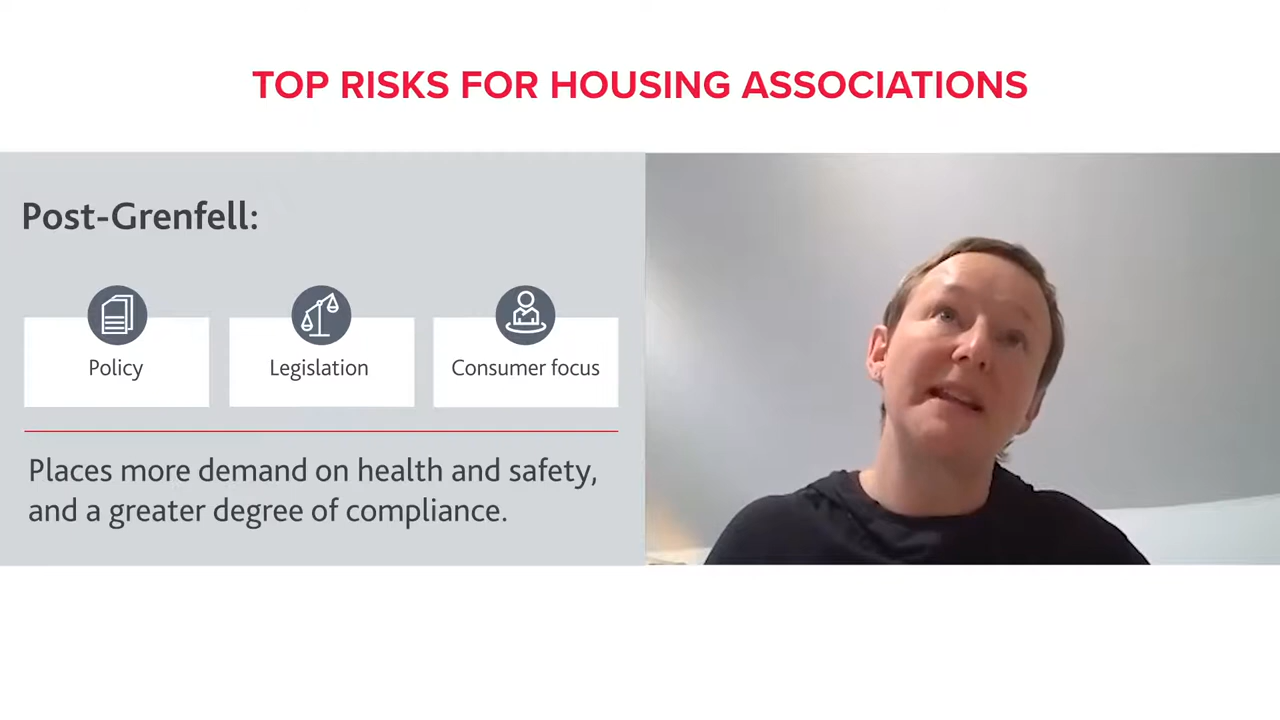 TOP RISKS FOR HOUSING ASSOCIATIONS
Post-Grenfell:
Policy
Legislation
Consumer focus
Places more demand on health and safety,
and a greater degree of compliance.